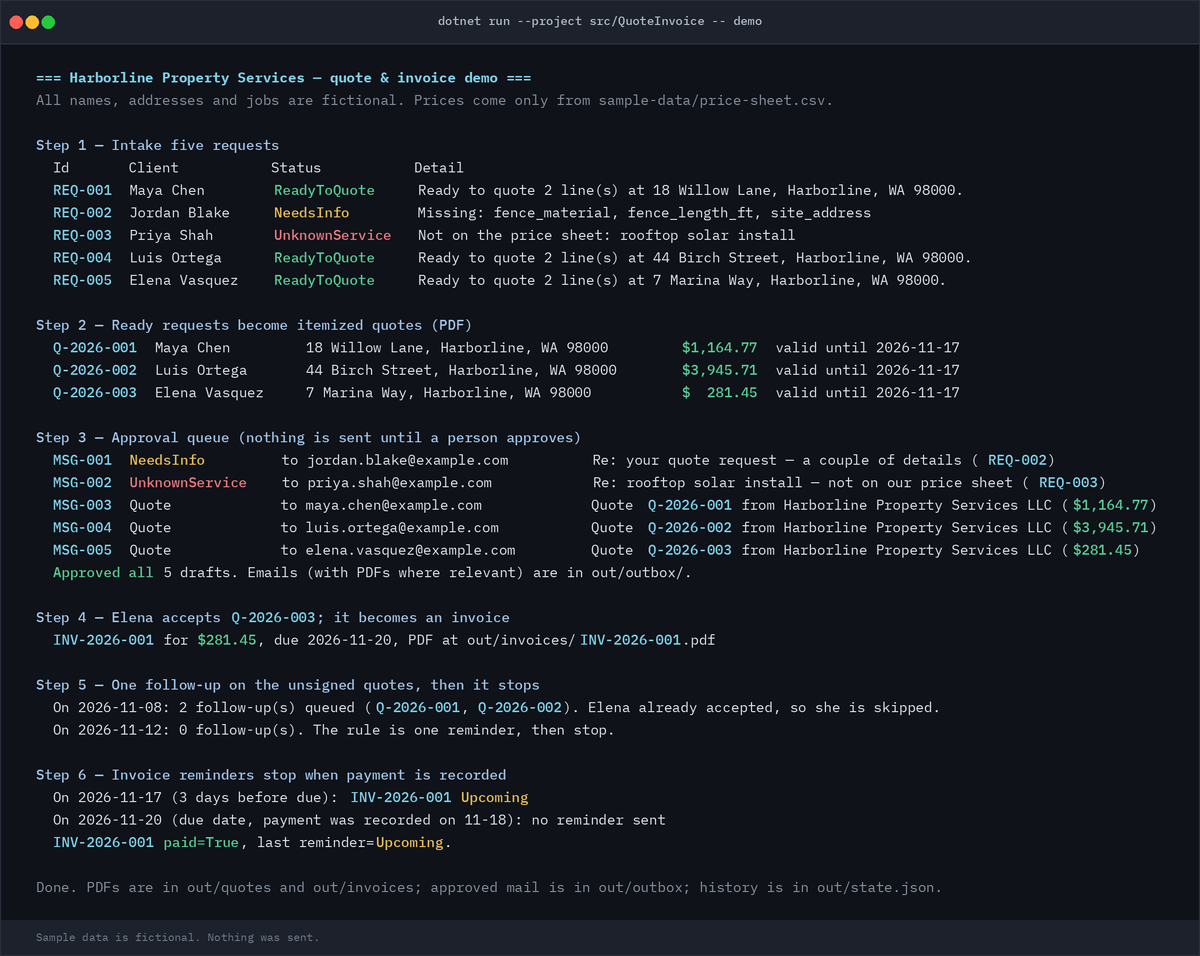 dotnet run --project src/QuoteInvoice -- demo
=== Harborline Property Services — quote & invoice demo ===
All names, addresses and jobs are fictional. Prices come only from sample-data/price-sheet.csv.
Step 1 — Intake five requests
Id Client Status Detail
REQ-001 Maya Chen ReadyToQuote Ready to quote 2 line(s) at 18 Willow Lane, Harborline, WA 98000.
REQ-002 Jordan Blake NeedsInfo Missing: fence_material, fence_length_ft, site_address
REQ-003 Priya Shah UnknownService Not on the price sheet: rooftop solar install
REQ-004 Luis Ortega ReadyToQuote Ready to quote 2 line(s) at 44 Birch Street, Harborline, WA 98000.
REQ-005 Elena Vasquez ReadyToQuote Ready to quote 2 line(s) at 7 Marina Way, Harborline, WA 98000.
Step 2 — Ready requests become itemized quotes (PDF)
Q-2026-001 Maya Chen 18 Willow Lane, Harborline, WA 98000 $1,164.77 valid until 2026-11-17
Q-2026-002 Luis Ortega 44 Birch Street, Harborline, WA 98000 $3,945.71 valid until 2026-11-17
Q-2026-003 Elena Vasquez 7 Marina Way, Harborline, WA 98000 $ 281.45 valid until 2026-11-17
Step 3 — Approval queue (nothing is sent until a person approves)
MSG-001 NeedsInfo to jordan.blake@example.com Re: your quote request — a couple of details ( REQ-002)
MSG-002 UnknownService to priya.shah@example.com Re: rooftop solar install — not on our price sheet ( REQ-003)
MSG-003 Quote to maya.chen@example.com Quote Q-2026-001 from Harborline Property Services LLC ($1,164.77)
MSG-004 Quote to luis.ortega@example.com Quote Q-2026-002 from Harborline Property Services LLC ($3,945.71)
MSG-005 Quote to elena.vasquez@example.com Quote Q-2026-003 from Harborline Property Services LLC ($281.45)
Approved all 5 drafts. Emails (with PDFs where relevant) are in out/outbox/.
Step 4 — Elena accepts Q-2026-003; it becomes an invoice
INV-2026-001 for $281.45, due 2026-11-20, PDF at out/invoices/INV-2026-001.pdf
Step 5 — One follow-up on the unsigned quotes, then it stops
On 2026-11-08: 2 follow-up(s) queued (Q-2026-001, Q-2026-002). Elena already accepted, so she is skipped.
On 2026-11-12: 0 follow-up(s). The rule is one reminder, then stop.
Step 6 — Invoice reminders stop when payment is recorded
On 2026-11-17 (3 days before due): INV-2026-001 Upcoming
On 2026-11-20 (due date, payment was recorded on 11-18): no reminder sent
INV-2026-001 paid=True, last reminder=Upcoming.
Done. PDFs are in out/quotes and out/invoices; approved mail is in out/outbox; history is in out/state.json.
Sample data is fictional. Nothing was sent.